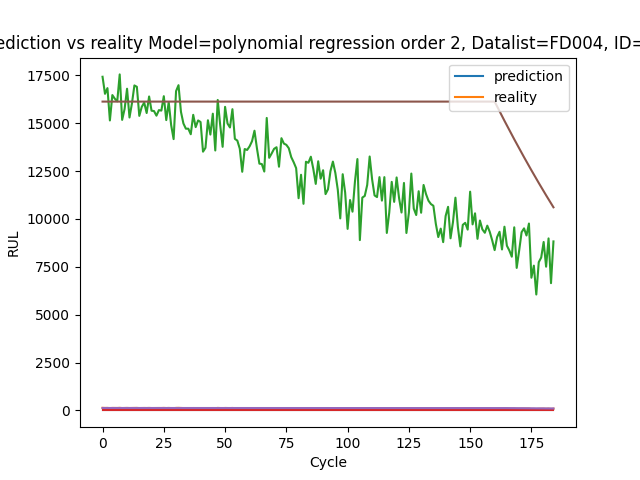 ediction vs reality Model=polynomial regression order 2, Datalist=FD004, ID=
17500
15000
12500
10000
7500
5000
2500
0
RUL
prediction
reality
0 25 50 75 100 125 150 175
Cycle